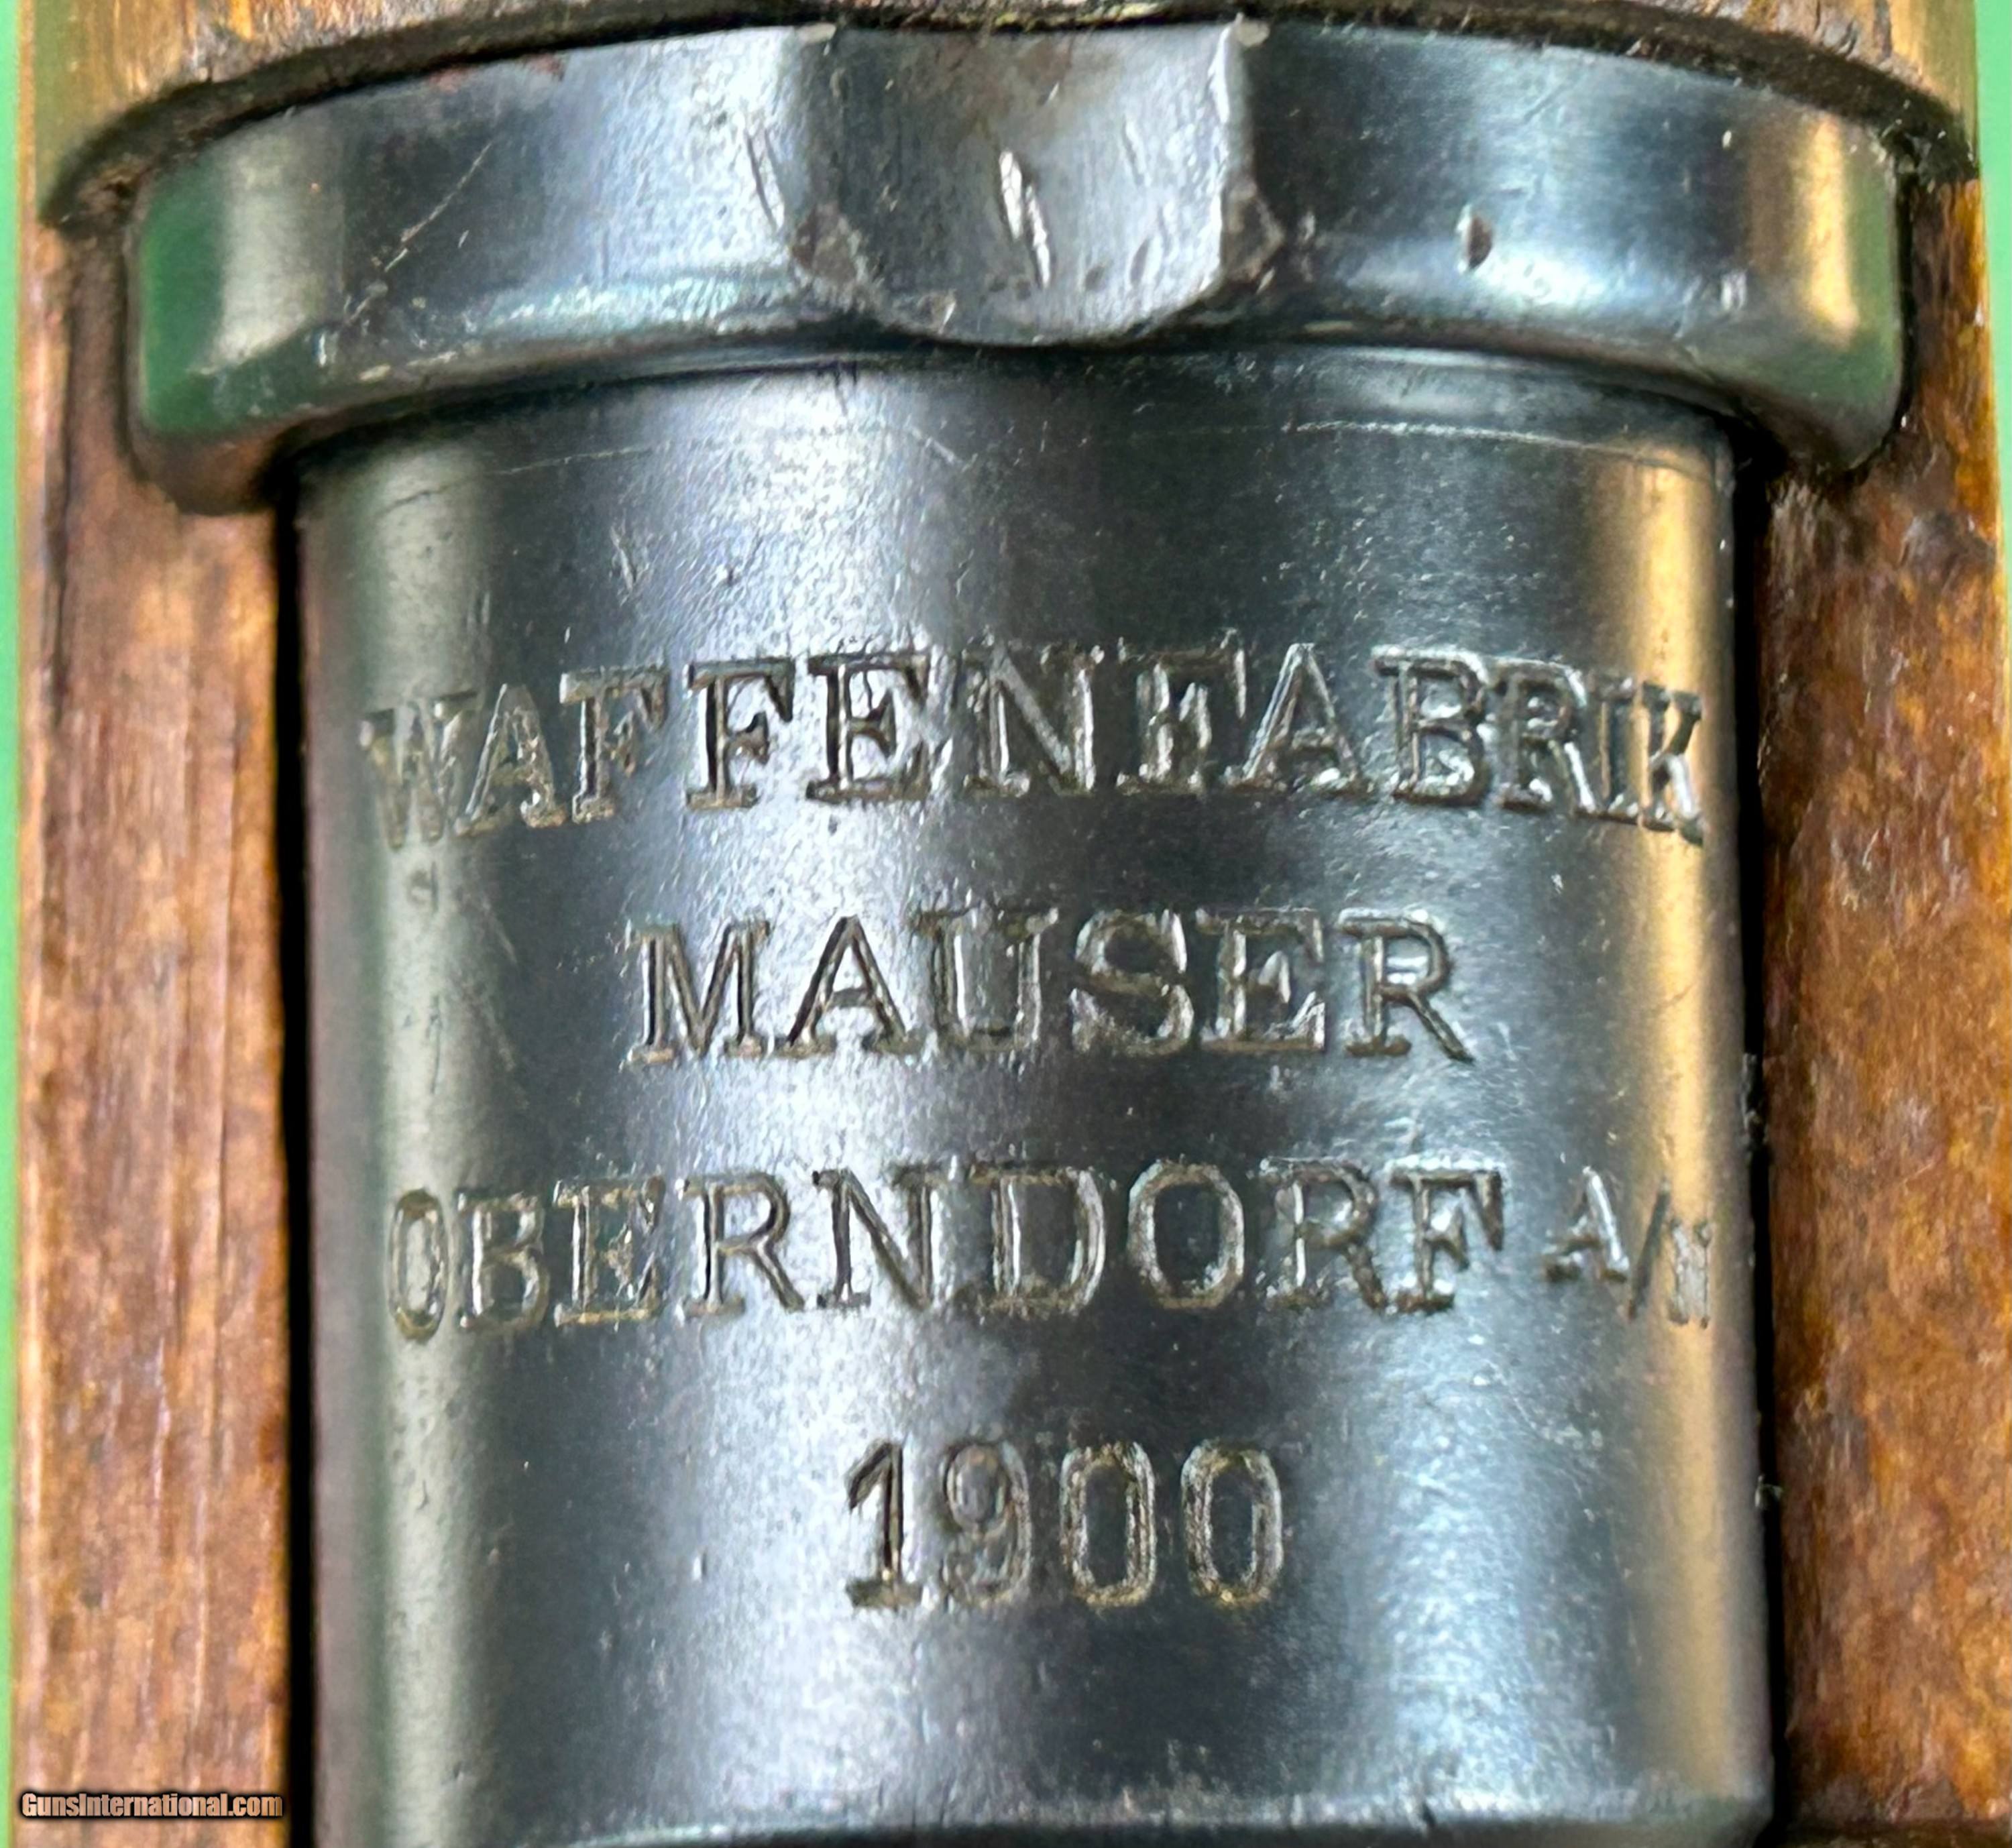 WAFFENFABRIK
MAUSER
OBERNDORF A/N
1900
GunsInternational.com